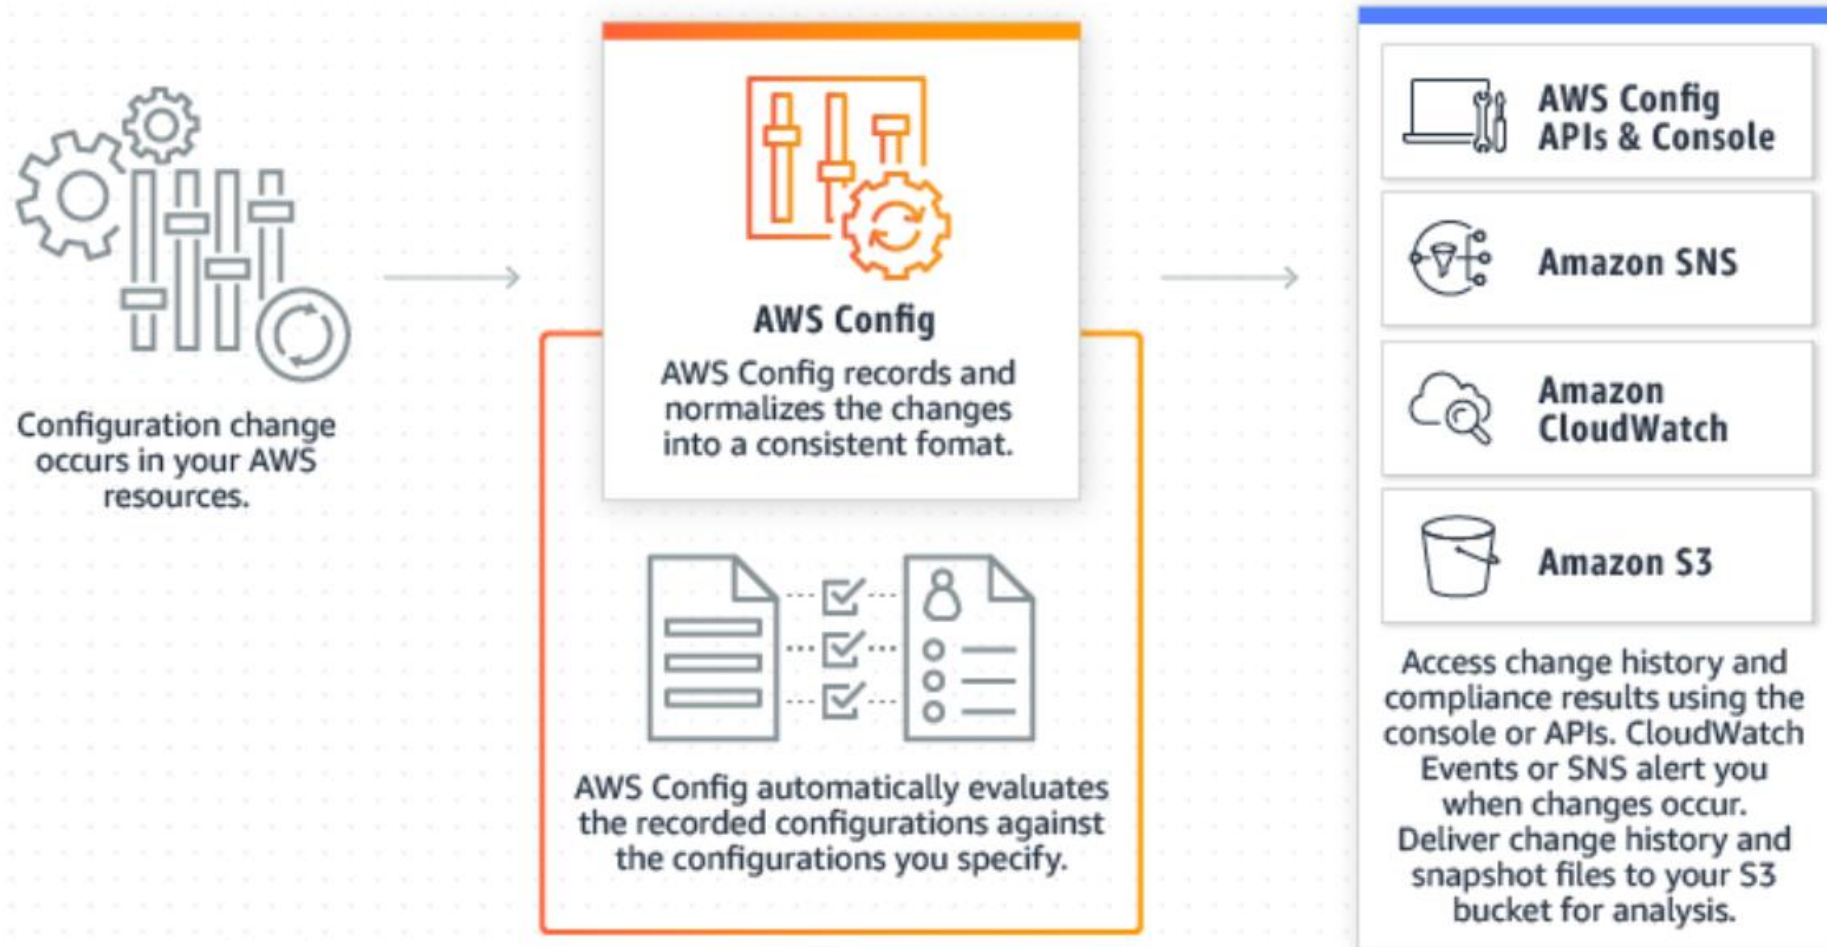 Configuration change
occurs in your AWS
resources.
AWS Config
AWS Config records and
normalizes the changes
into a consistent fomat.
AWS Config automatically evaluates
the recorded configurations against
the configurations you specify.
AWS Config
APIs & Console
Amazon SNS
Amazon
CloudWatch
Amazon S3
Access change history and
compliance results using the
console or APIs. CloudWatch
Events or SNS alert you
when changes occur.
Deliver change history and
snapshot files to your S3
bucket for analysis.